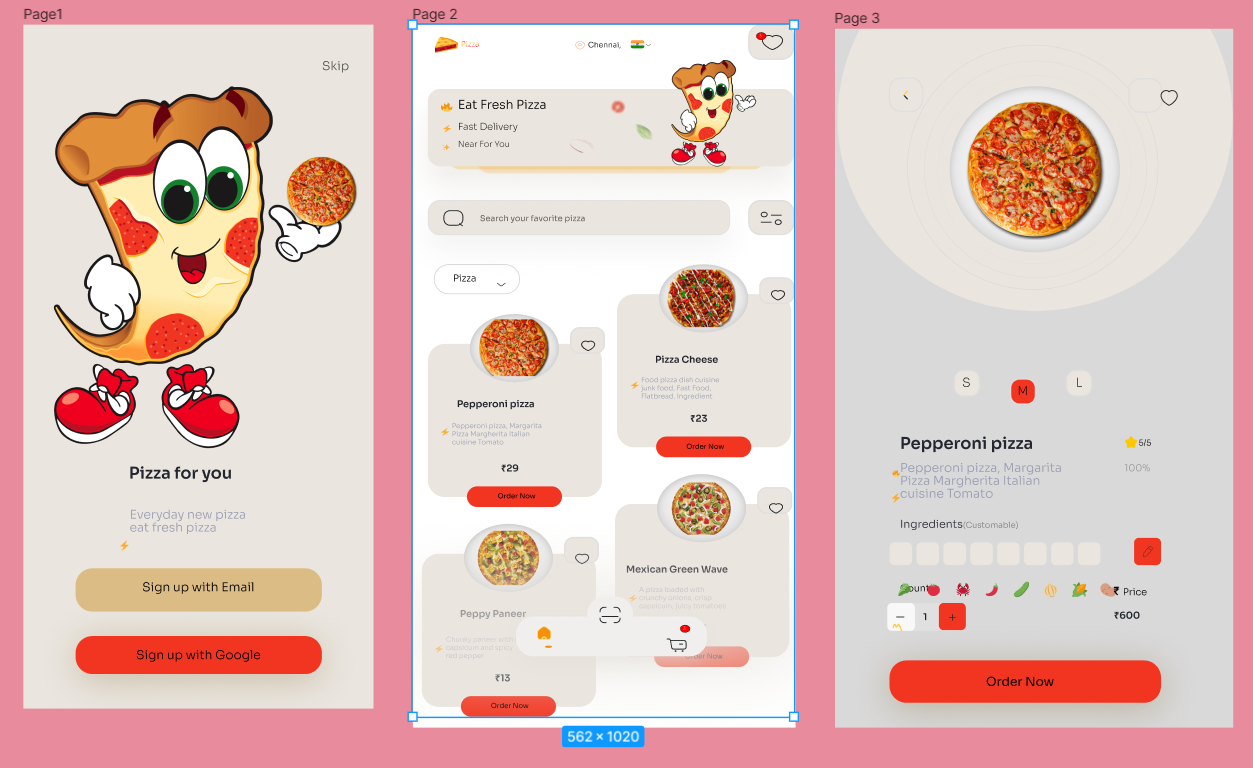 Page1
Skip
Pizza for you
Everyday new pizza
eat fresh pizza
Sign up with Email
Sign up with Google
Page 2
Pizza
Chennai,
Eat Fresh Pizza
Fast Delivery
Near For You
Search your favorite pizza
Pizza
Pepperoni pizza
Pepperoni pizza, Margarita
Pizza Margherita Italian
cuisine Tomato
₹29
Order Now
Pizza Cheese
Food pizza dish cuisine
junk food, Fast Food,
Flatbread, Ingredient
₹23
Order Now
Peppy Paneer
Chunky paneer with
capsicum and spicy
red pepper
₹13
Order Now
Mexican Green Wave
A pizza loaded with
crunchy onions, crisp
capsicum, juicy tomatoes
Order Now
562 × 1020
Page 3
S
M
L
Pepperoni pizza
5/5
Pepperoni pizza, Margarita
Pizza Margherita Italian
cuisine Tomato
100%
Ingredients(Customable)
₹ Price
− 1 +
₹600
Order Now